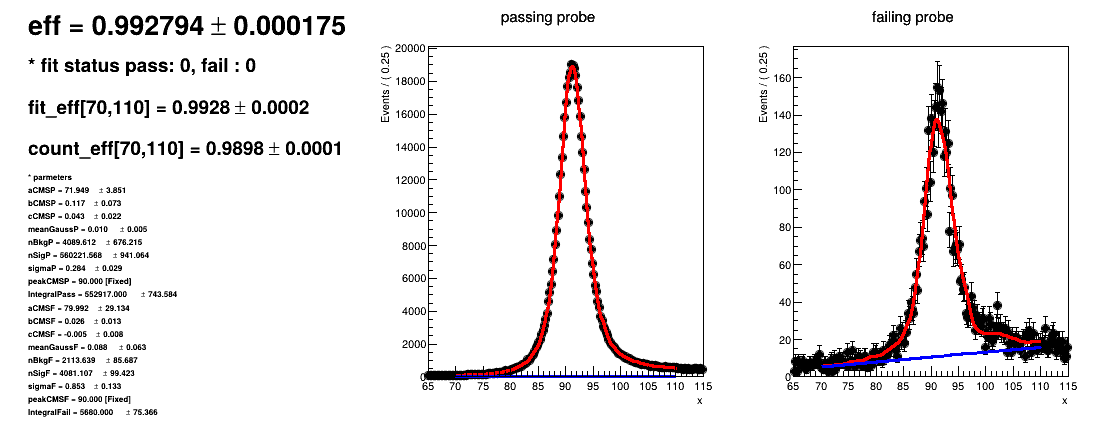 eff = 0.992794 ± 0.000175
* fit status pass: 0, fail : 0
fit_eff[70,110] = 0.9928 ± 0.0002
count_eff[70,110] = 0.9898 ± 0.0001
* parmeters
aCMSP = 71.949 ± 3.851
bCMSP = 0.117 ± 0.073
cCMSP = 0.043 ± 0.022
meanGaussP = 0.010 ± 0.005
nBkgP = 4089.612 ± 676.215
nSigP = 560221.568 ± 941.064
sigmaP = 0.284 ± 0.029
peakCMSP = 90.000 [Fixed]
IntegralPass = 552917.000 ± 743.584
aCMSF = 79.992 ± 29.134
bCMSF = 0.026 ± 0.013
cCMSF = -0.005 ± 0.008
meanGaussF = 0.088 ± 0.063
nBkgF = 2113.639 ± 85.687
nSigF = 4081.107 ± 99.423
sigmaF = 0.853 ± 0.133
peakCMSF = 90.000 [Fixed]
IntegralFail = 5680.000 ± 75.366
passing probe
Events / ( 0.25 )
20000
18000
16000
14000
12000
10000
8000
6000
4000
2000
0
65 70 75 80 85 90 95 100 105 110 115
x
failing probe
Events / ( 0.25 )
160
140
120
100
80
60
40
20
0
65 70 75 80 85 90 95 100 105 110 115
x